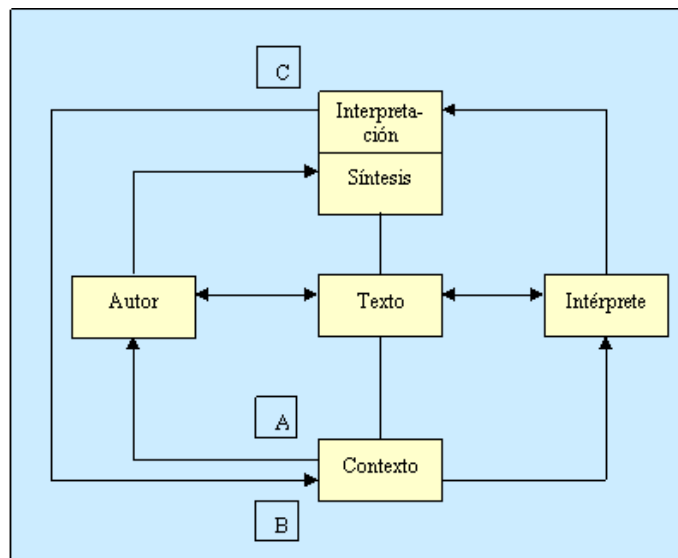 C
Interpreta-
ción
Síntesis
Autor
Texto
Intérprete
A
Contexto
B